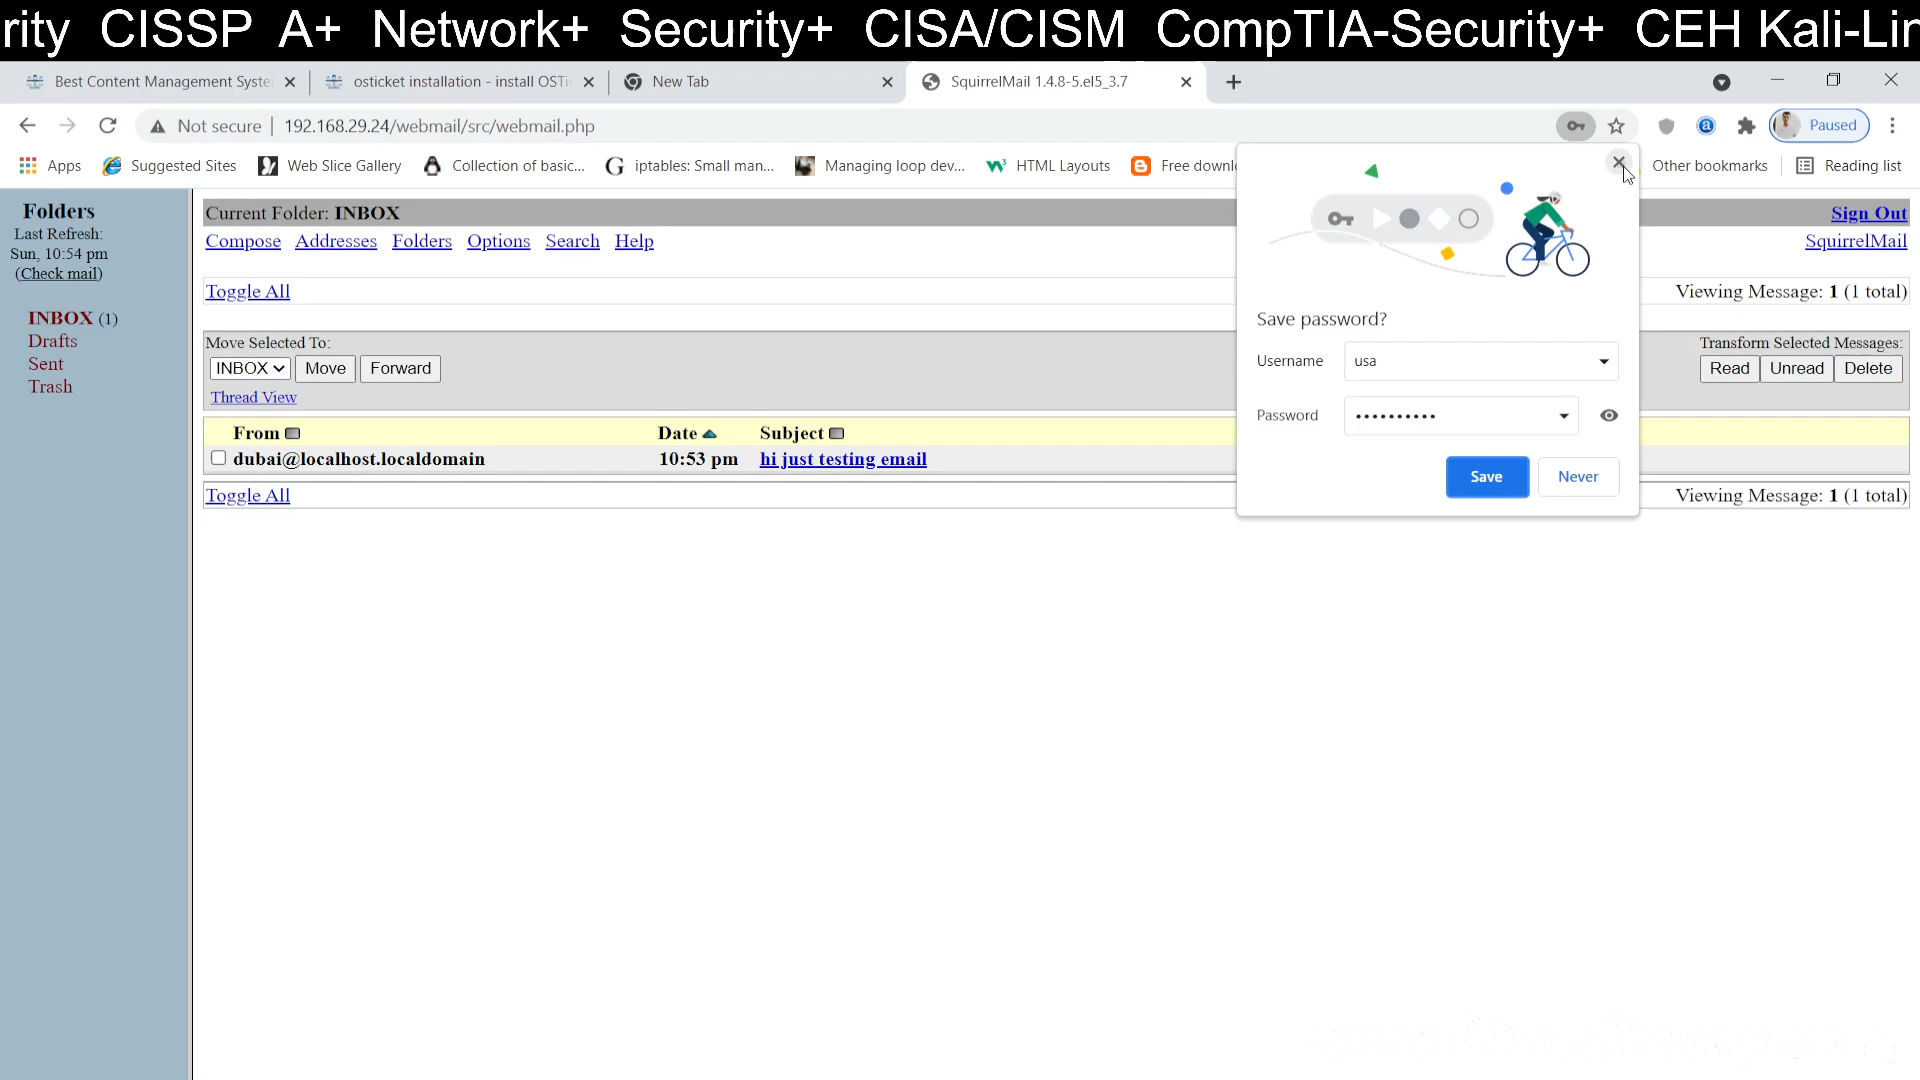 rity CISSP A+ Network+ Security+ CISA/CISM CompTIA-Security+ CEH Kali-Lin
Best Content Management Syste
osticket installation - install OSTi
New Tab
SquirrelMail 1.4.8-5.el5_3.7
Not secure 192.168.29.24/webmail/src/webmail.php
Paused
Apps
Suggested Sites
Web Slice Gallery
Collection of basic...
iptables: Small man...
Managing loop dev...
HTML Layouts
Free downl
Other bookmarks
Reading list
Folders
Last Refresh:
Sun, 10:54 pm
(Check mail)
INBOX (1)
Drafts
Sent
Trash
Current Folder: INBOX
Sign Out
Compose Addresses Folders Options Search Help
SquirrelMail
Toggle All
Viewing Message: 1 (1 total)
Move Selected To:
Transform Selected Messages:
INBOX Move Forward
Read Unread Delete
Thread View
From Date Subject
dubai@localhost.localdomain 10:53 pm hi just testing email
Toggle All
Viewing Message: 1 (1 total)
Save password?
Username usa
Password ••••••••••
Save Never